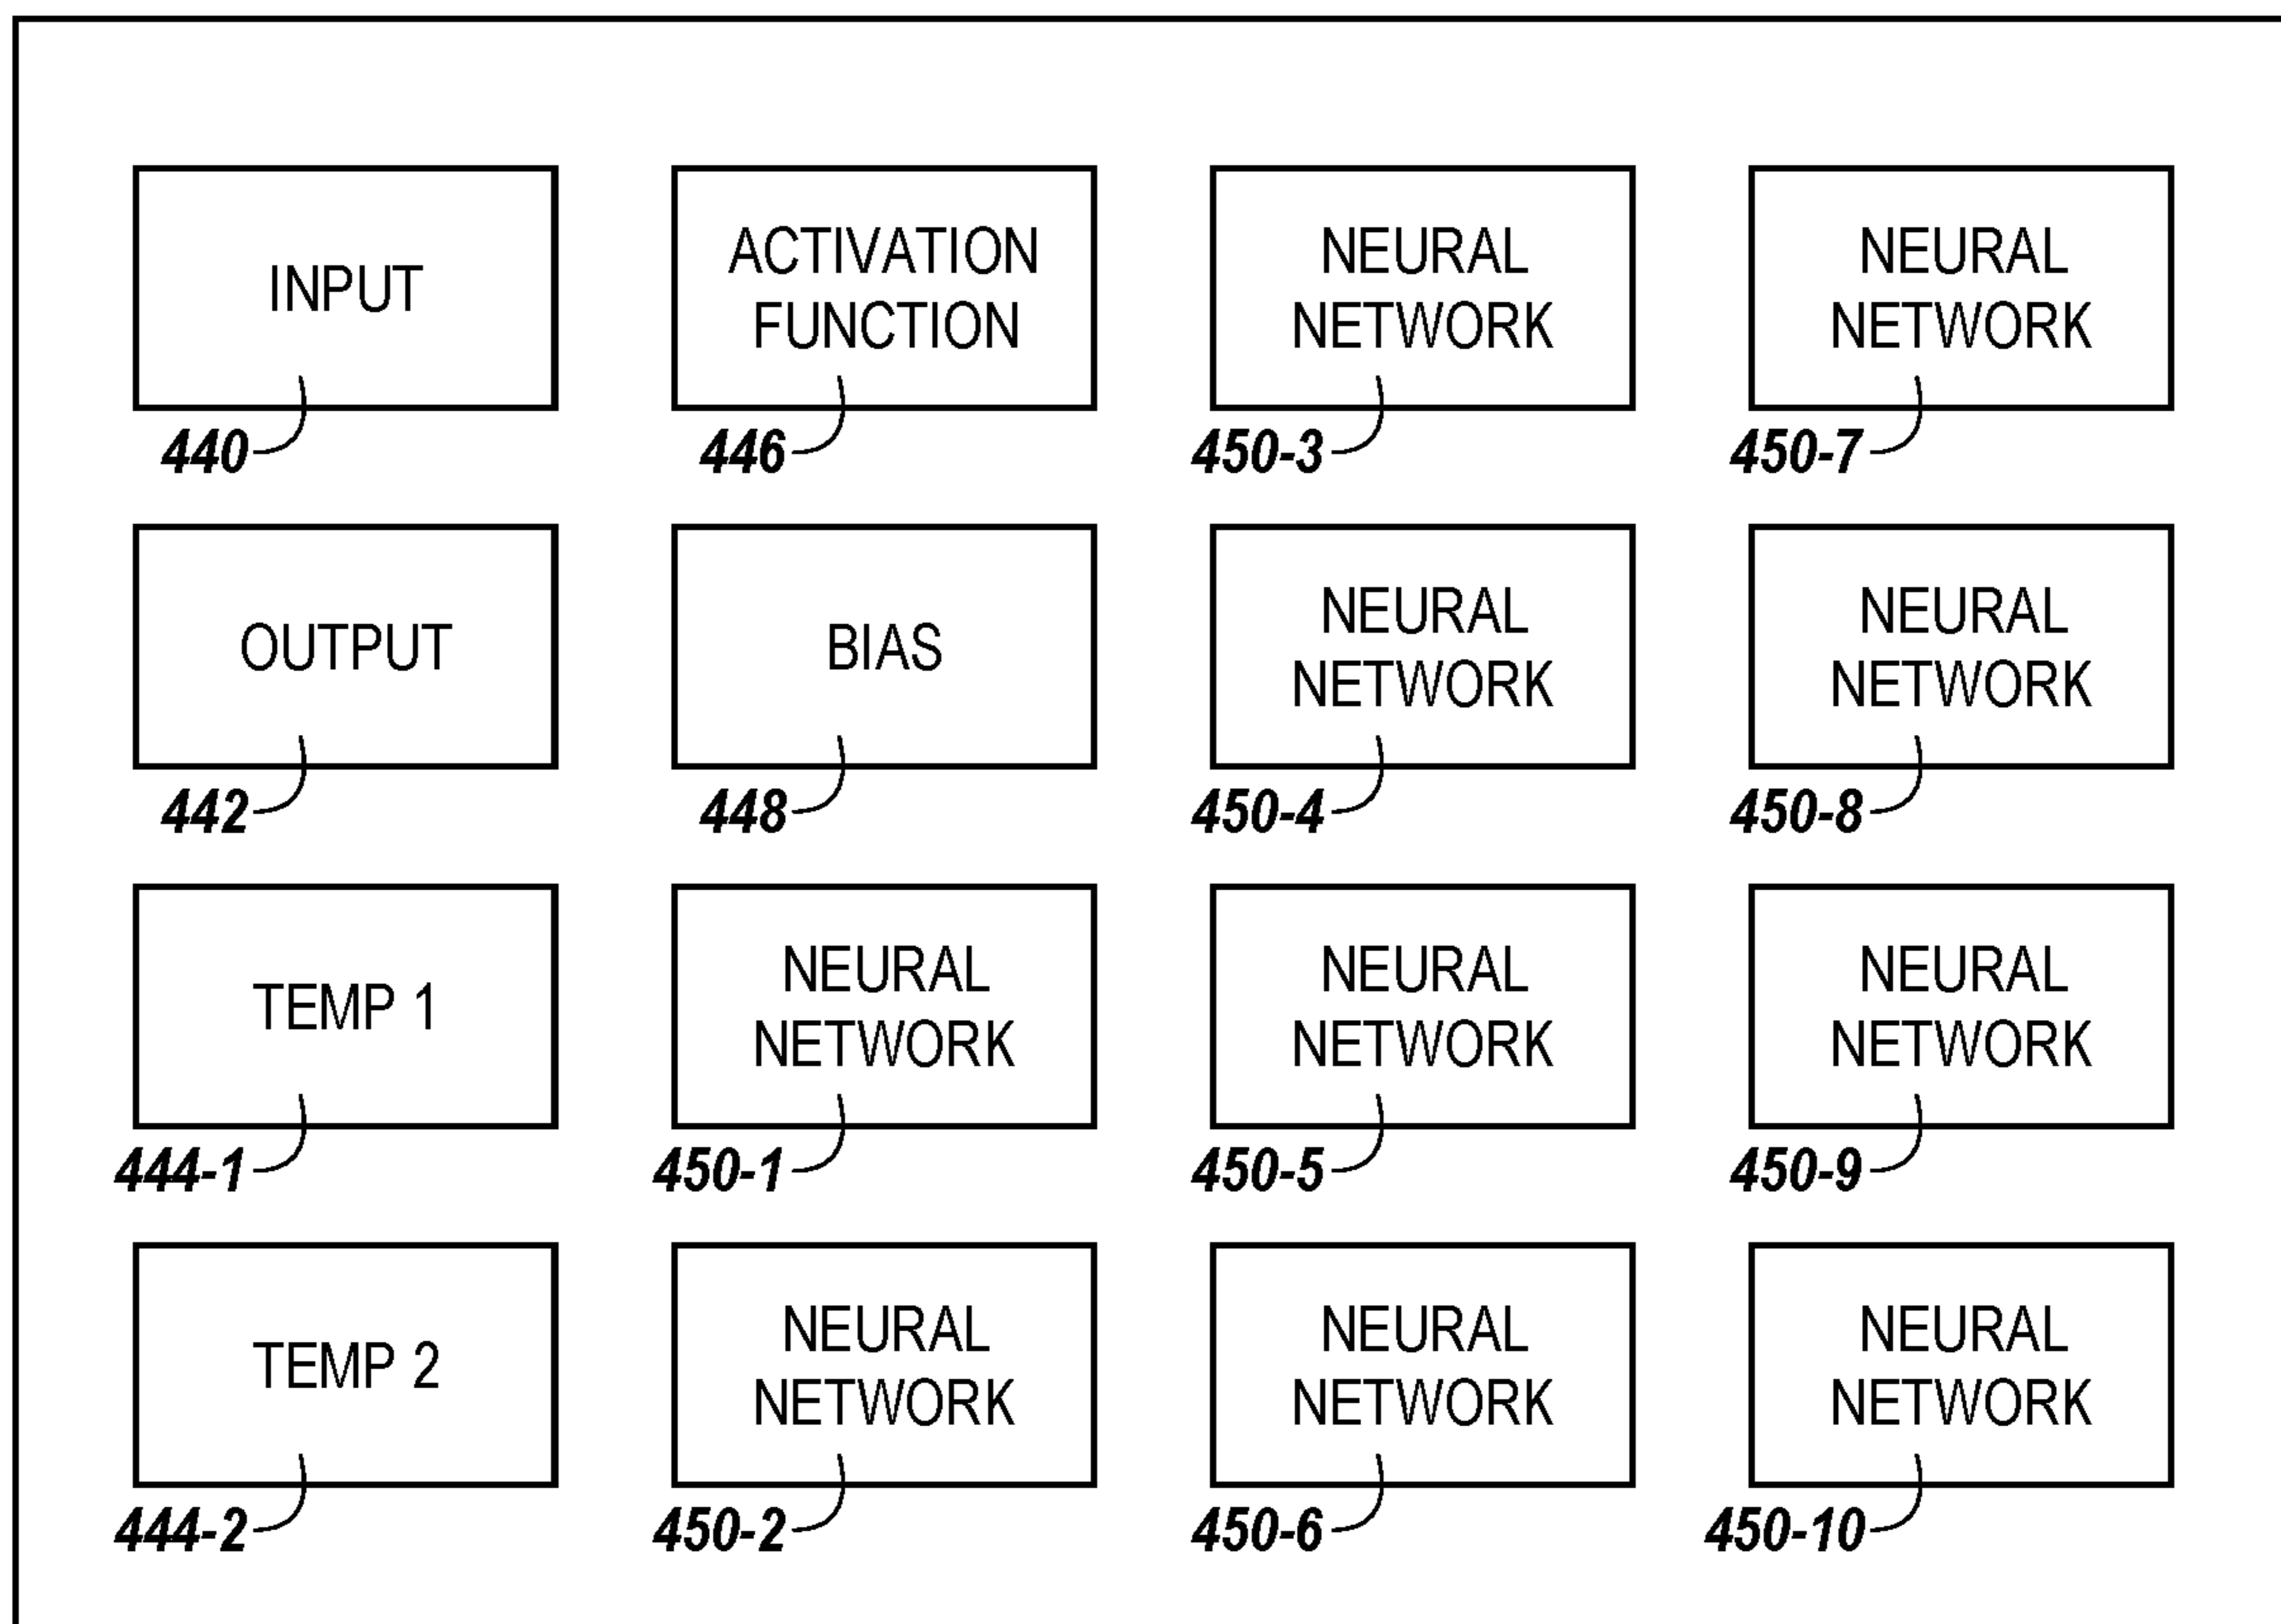 INPUT
440
ACTIVATION
FUNCTION
446
NEURAL
NETWORK
450-3
NEURAL
NETWORK
450-7
OUTPUT
442
BIAS
448
NEURAL
NETWORK
450-4
NEURAL
NETWORK
450-8
TEMP 1
444-1
NEURAL
NETWORK
450-1
NEURAL
NETWORK
450-5
NEURAL
NETWORK
450-9
TEMP 2
444-2
NEURAL
NETWORK
450-2
NEURAL
NETWORK
450-6
NEURAL
NETWORK
450-10